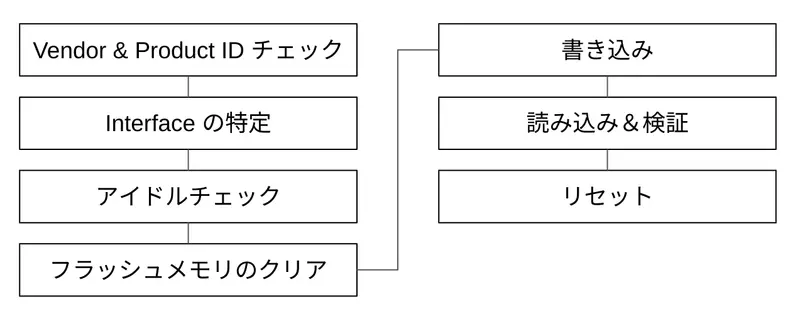 Vendor & Product ID チェック
Interface の特定
アイドルチェック
フラッシュメモリのクリア
書き込み
読み込み＆検証
リセット